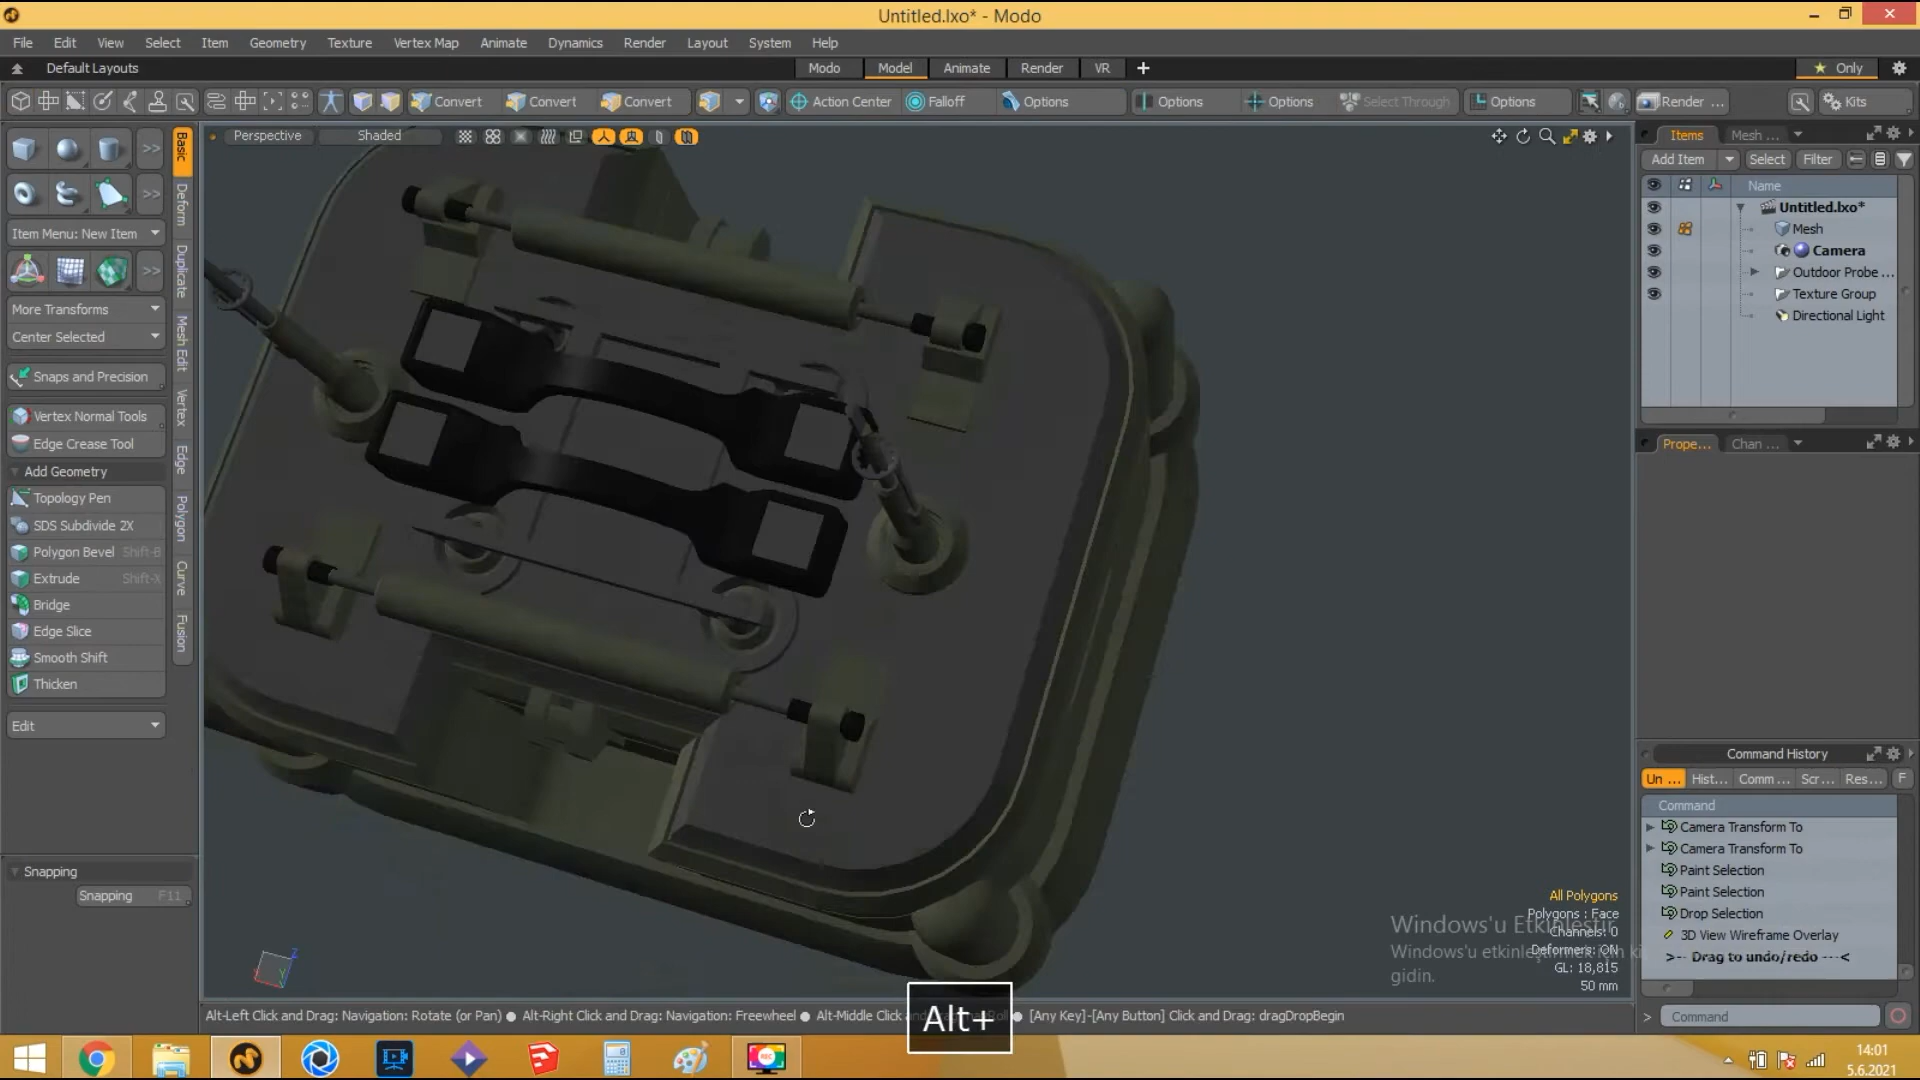 Untitled.lxo* - Modo
File Edit View Select Item Geometry Texture Vertex Map Animate Dynamics Render Layout System Help
Default Layouts
Modo Model Animate Render VR
Only
Convert Convert Convert Action Center Falloff Options Options Options Select Through Options Render ... Kits
Perspective Shaded
Basic
Deform
Duplicate
Mesh Edit
Vertex
Edge
Polygon
Curve
Fusion
>>
>>
Item Menu: New Item
>>
More Transforms
Center Selected
Snaps and Precision
Vertex Normal Tools
Edge Crease Tool
Add Geometry
Topology Pen
SDS Subdivide 2X
Polygon Bevel Shift-B
Extrude Shift-X
Bridge
Edge Slice
Smooth Shift
Thicken
Edit
Snapping
Snapping F11
Items Mesh ...
Add Item Select Filter
Name
Untitled.lxo*
Mesh
Camera
Outdoor Probe ...
Texture Group
Directional Light
Prope... Chan ...
Command History
Un ... Hist... Comm ... Scr... Res... F
Command
Camera Transform To
Camera Transform To
Paint Selection
Paint Selection
Drop Selection
3D View Wireframe Overlay
>-- Drag to undo/redo ---<
> Command
All Polygons
Polygons : Face
Channels: 0
Deformers: ON
GL: 18,815
50 mm
Windows'u Etkinleştir
Windows'u etkinleştirmek için
gidin.
Alt-Left Click and Drag: Navigation: Rotate (or Pan) ● Alt-Right Click and Drag: Navigation: Freewheel ● Alt-Middle Click ● [Any Key]-[Any Button] Click and Drag: dragDropBegin
Alt+
REC
14:01
5.6.2021